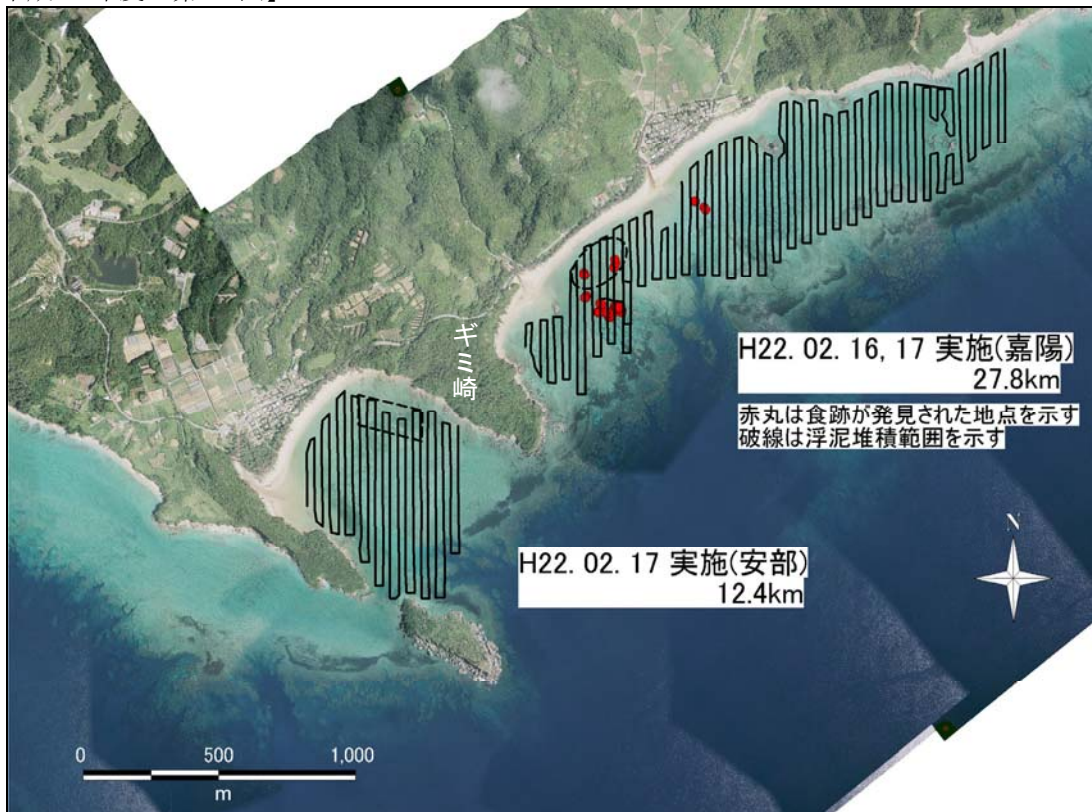 ギミ崎
H22. 02. 16, 17 実施(嘉陽)
27.8km
赤丸は食跡が発見された地点を示す
破線は浮泥堆積範囲を示す
H22. 02. 17 実施(安部)
12.4km
N
0 500 1,000
m